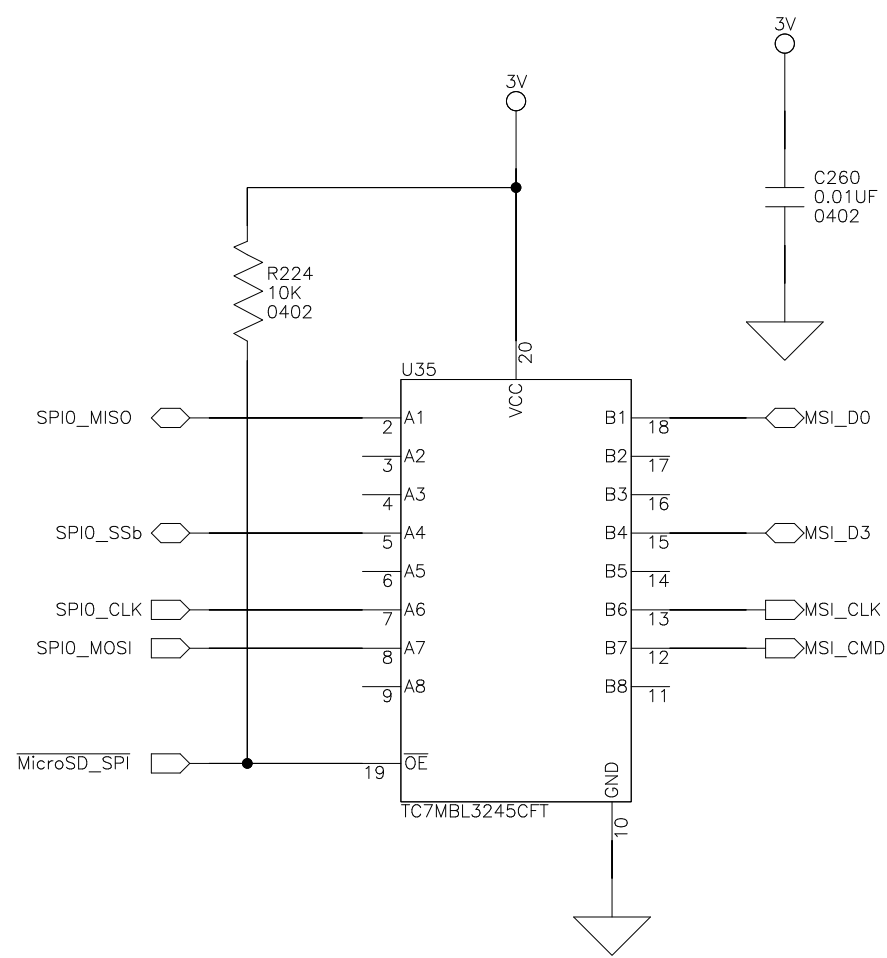 3V
3V
C260
0.01UF
0402
R224
10K
0402
20
U35
VCC
SPI0_MISO
2
A1
B1
18
MSI_D0
3
A2
B2
17
4
A3
B3
16
SPI0_SSb
5
A4
B4
15
MSI_D3
6
A5
B5
14
SPI0_CLK
7
A6
B6
13
MSI_CLK
SPI0_MOSI
8
A7
B7
12
MSI_CMD
9
A8
B8
11
MicroSD_SPI
19
OE
GND
TC7MBL3245CFT
10